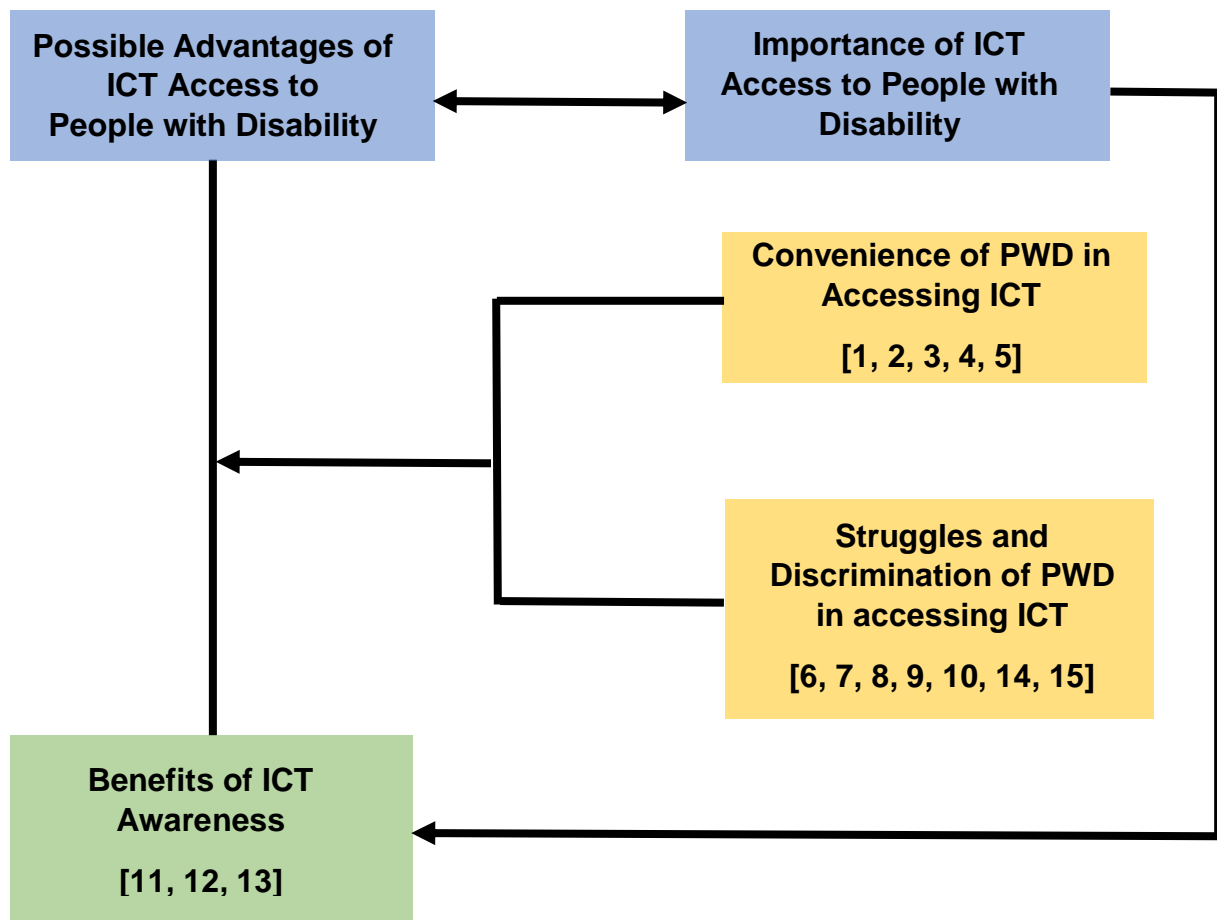 Possible Advantages of
ICT Access to
People with Disability
Importance of ICT
Access to People with
Disability
Convenience of PWD in
Accessing ICT
[1, 2, 3, 4, 5]
Struggles and
Discrimination of PWD
in accessing ICT
[6, 7, 8, 9, 10, 14, 15]
Benefits of ICT
Awareness
[11, 12, 13]